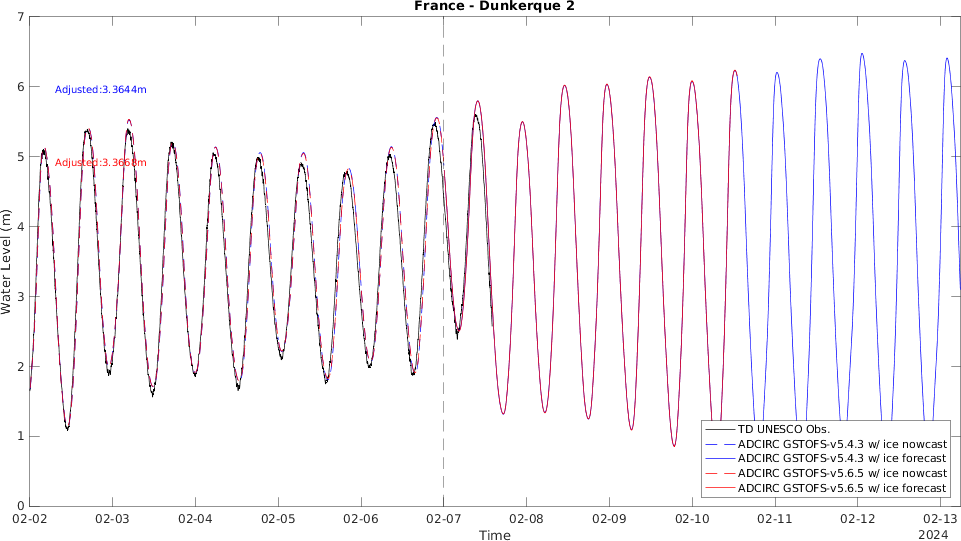 France - Dunkerque 2
7
6
5
4
3
2
1
0
Water Level (m)
Adjusted:3.3644m
Adjusted:3.3668m
TD UNESCO Obs.
ADCIRC GSTOFS-v5.4.3 w/ ice nowcast
ADCIRC GSTOFS-v5.4.3 w/ ice forecast
ADCIRC GSTOFS-v5.6.5 w/ ice nowcast
ADCIRC GSTOFS-v5.6.5 w/ ice forecast
02-02 02-03 02-04 02-05 02-06 02-07 02-08 02-09 02-10 02-11 02-12 02-13
Time
2024